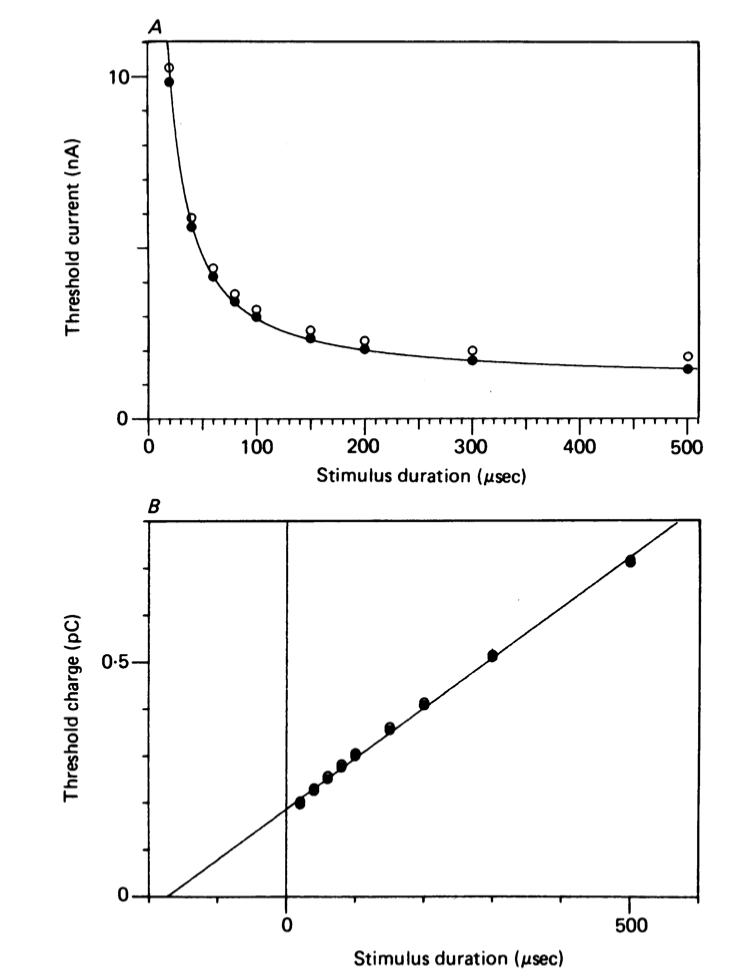 A
10
0
Threshold current (nA)
0 100 200 300 400 500
Stimulus duration (μsec)
B
0·5
0
Threshold charge (pC)
0 500
Stimulus duration (μsec)